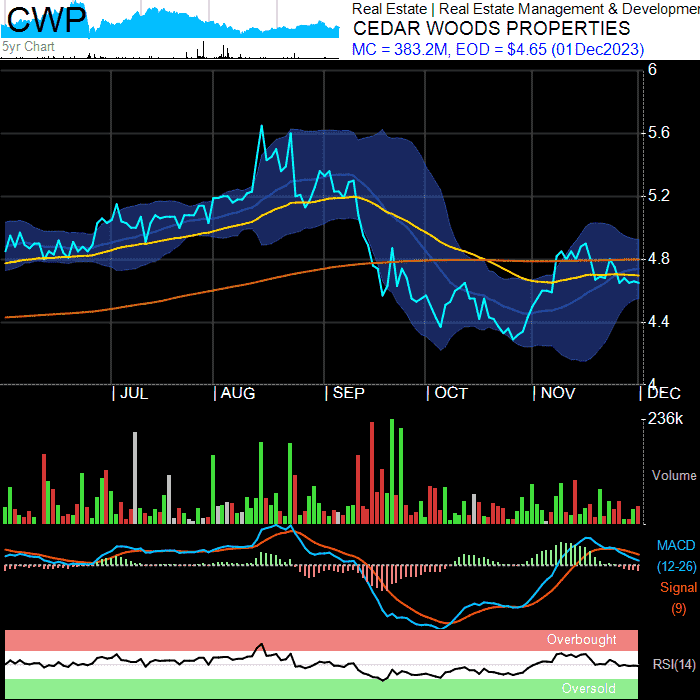 CWP
5yr Chart
Real Estate | Real Estate Management & Developmen
CEDAR WOODS PROPERTIES
MC = 383.2M, EOD = $4.65 (01Dec2023)
6
5.6
5.2
4.8
4.4
4
| JUL | AUG | SEP | OCT | NOV | DEC
236k
Volume
MACD
(12-26)
Signal
(9)
Overbought
RSI(14)
Oversold